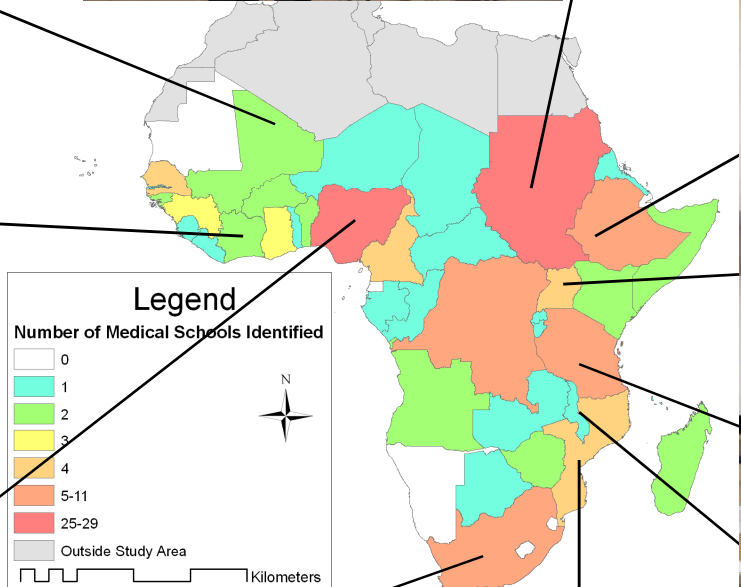 Legend
Number of Medical Schools Identified
0
1
2
3
4
5-11
25-29
Outside Study Area
N
Kilometers